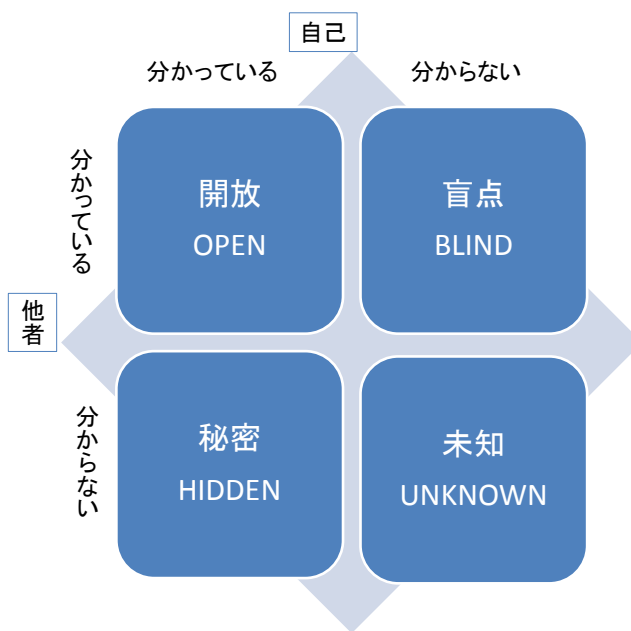 自己
分かっている
分からない
分かっている
開放
OPEN
盲点
BLIND
他者
分からない
秘密
HIDDEN
未知
UNKNOWN